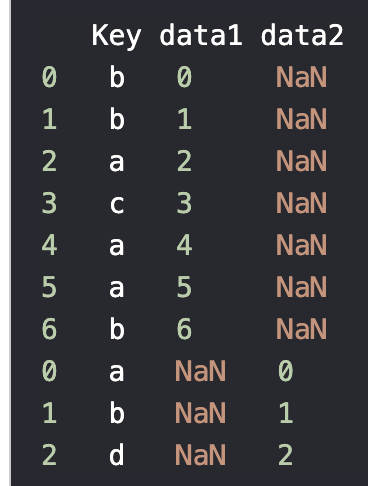 Key data1 data2
0 b 0 NaN
1 b 1 NaN
2 a 2 NaN
3 c 3 NaN
4 a 4 NaN
5 a 5 NaN
6 b 6 NaN
0 a NaN 0
1 b NaN 1
2 d NaN 2